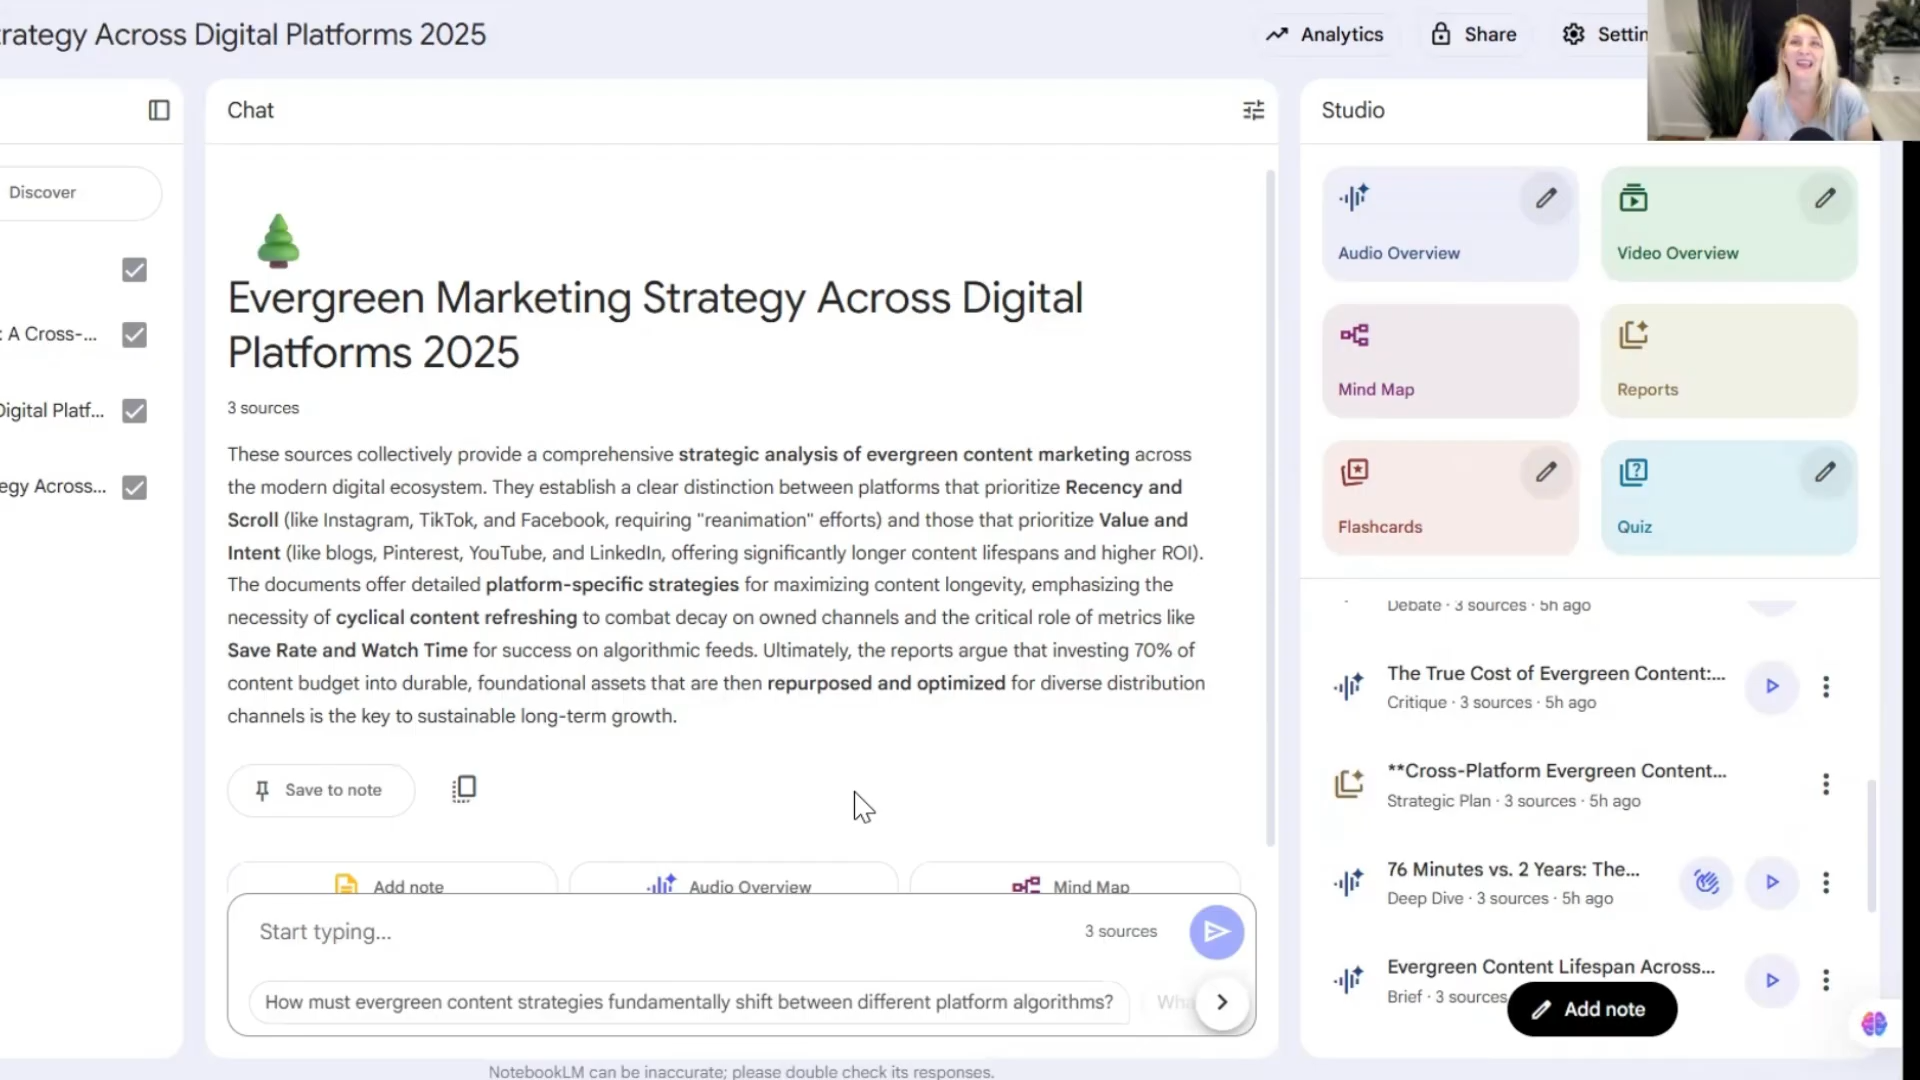 rategy Across Digital Platforms 2025
Analytics
Share
Settin
Discover
: A Cross-...
Digital Platf...
egy Across...
Chat
Evergreen Marketing Strategy Across Digital
Platforms 2025
3 sources
These sources collectively provide a comprehensive strategic analysis of evergreen content marketing across
the modern digital ecosystem. They establish a clear distinction between platforms that prioritize Recency and
Scroll (like Instagram, TikTok, and Facebook, requiring "reanimation" efforts) and those that prioritize Value and
Intent (like blogs, Pinterest, YouTube, and LinkedIn, offering significantly longer content lifespans and higher ROI).
The documents offer detailed platform-specific strategies for maximizing content longevity, emphasizing the
necessity of cyclical content refreshing to combat decay on owned channels and the critical role of metrics like
Save Rate and Watch Time for success on algorithmic feeds. Ultimately, the reports argue that investing 70% of
content budget into durable, foundational assets that are then repurposed and optimized for diverse distribution
channels is the key to sustainable long-term growth.
Save to note
Add note
Audio Overview
Mind Map
Start typing...
3 sources
How must evergreen content strategies fundamentally shift between different platform algorithms?
Wha
NotebookLM can be inaccurate; please double check its responses.
Studio
Audio Overview
Video Overview
Mind Map
Reports
Flashcards
Quiz
Debate · 3 sources · 5h ago
The True Cost of Evergreen Content:...
Critique · 3 sources · 5h ago
**Cross-Platform Evergreen Content...
Strategic Plan · 3 sources · 5h ago
76 Minutes vs. 2 Years: The...
Deep Dive · 3 sources · 5h ago
Evergreen Content Lifespan Across...
Brief · 3 sources
Add note